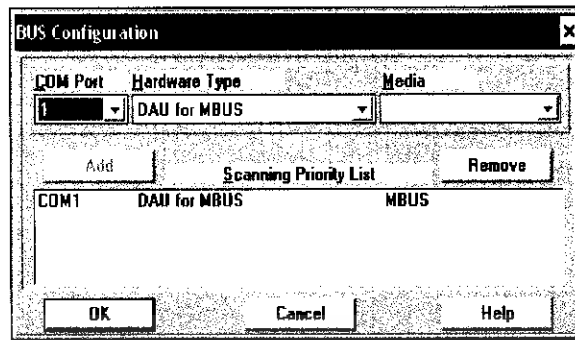 BUS Configuration
COM Port Hardware Type Media
1 DAU for MBUS
Add Scanning Priority List Remove
COM1 DAU for MBUS MBUS
OK Cancel Help